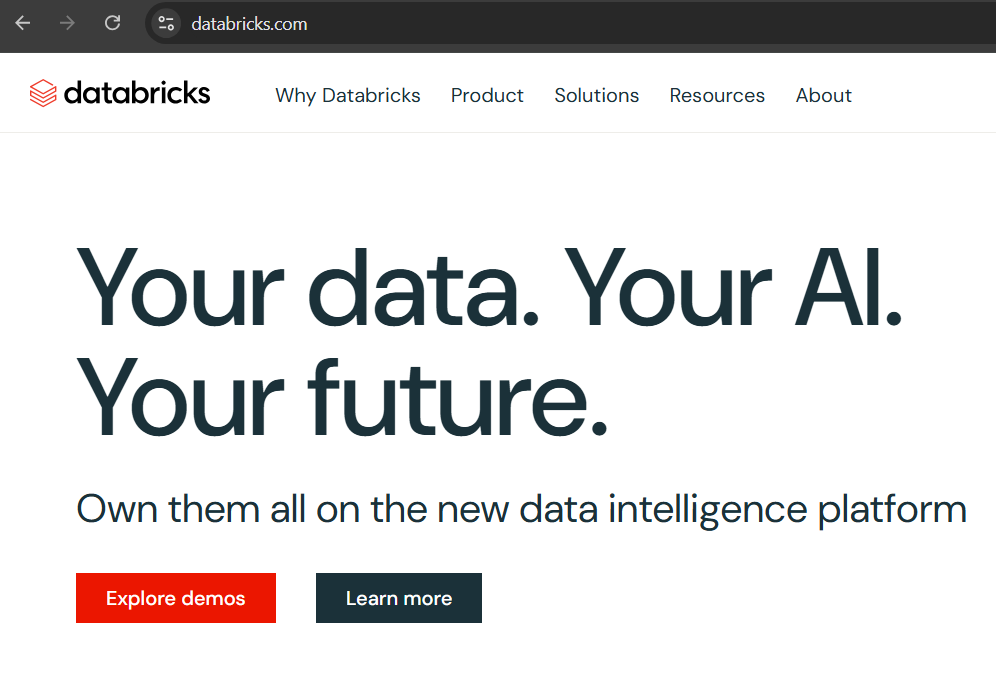 databricks.com
databricks Why Databricks Product Solutions Resources About
Your data. Your AI.
Your future.
Own them all on the new data intelligence platform
Explore demos Learn more